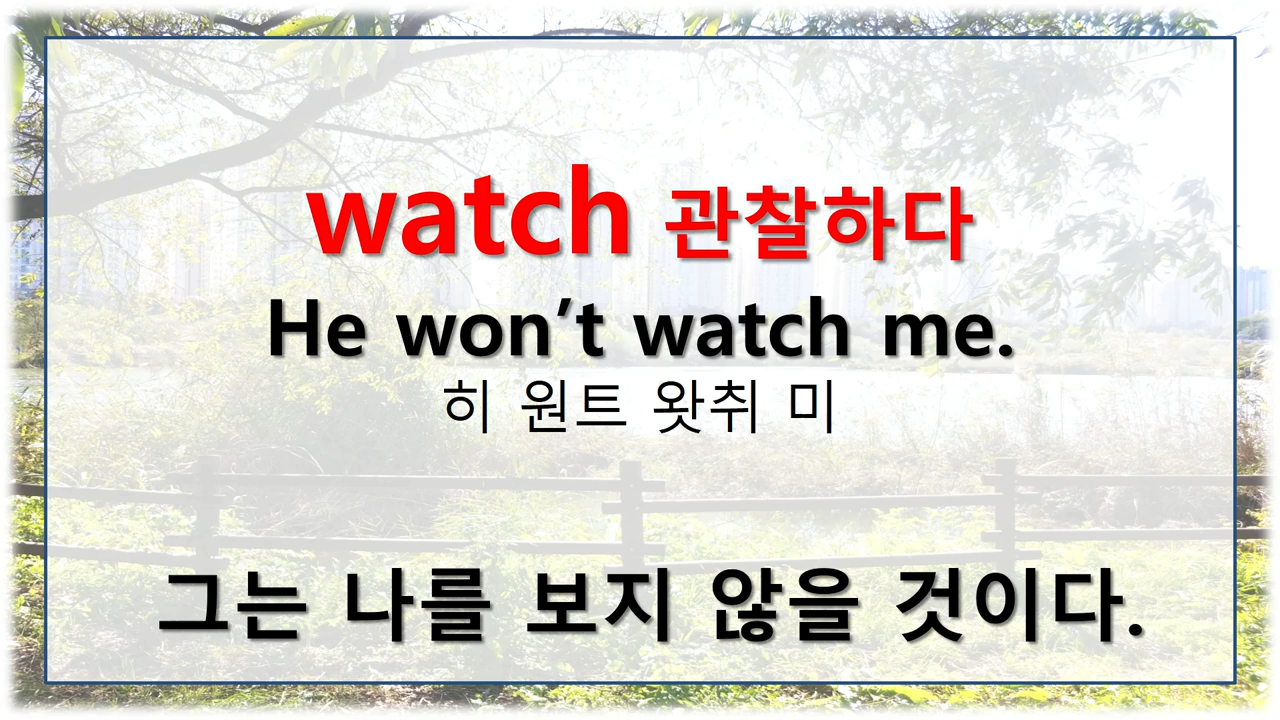 watch 관찰하다
He won’t watch me.
히 원트 왓취 미
그는 나를 보지 않을 것이다.